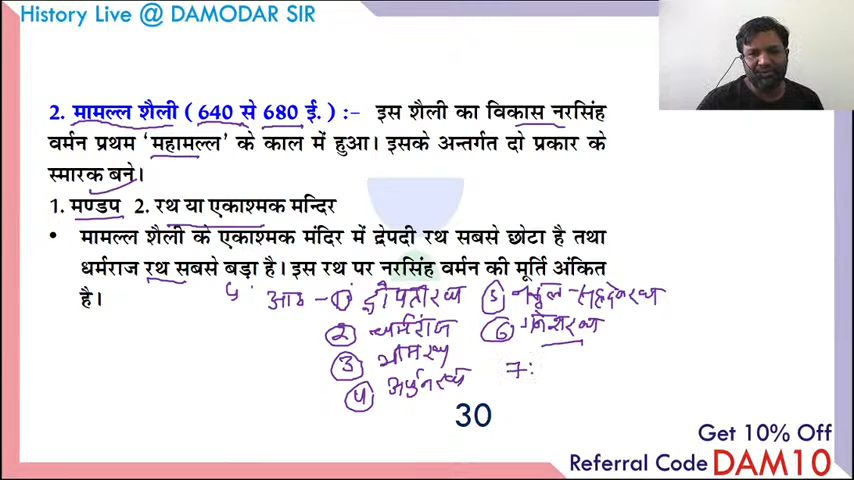 History Live @ DAMODAR SIR
2. मामल्ल शैली ( 640 से 680 ई. ) :- इस शैली का विकास नरसिंह
वर्मन प्रथम 'महामल्ल' के काल में हुआ। इसके अन्तर्गत दो प्रकार के
स्मारक बने।
1. मण्डप 2. रथ या एकाश्मक मन्दिर
• मामल्ल शैली के एकाश्मक मंदिर में द्रेपदी रथ सबसे छोटा है तथा
धर्मराज रथ सबसे बड़ा है। इस रथ पर नरसिंह वर्मन की मूर्ति अंकित
है।
आठ - ① द्रौपतीरथ ⑤ नकुल-सहदेवरथ
② धर्मराज ⑥ गनेशरथ
③ भीमरथ
④ अर्जुनरथ 7:
30
Get 10% Off
Referral Code DAM10